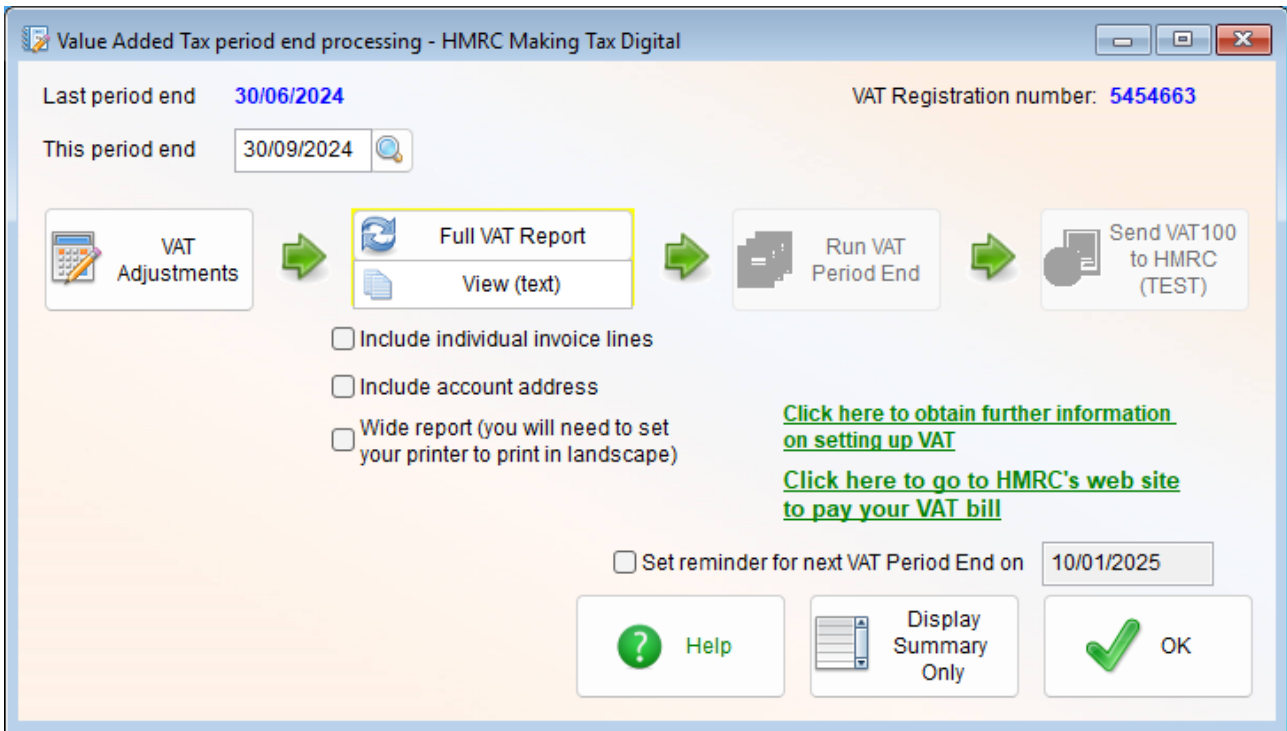 Value Added Tax period end processing - HMRC Making Tax Digital
Last period end 30/06/2024 VAT Registration number: 5454663
This period end 30/09/2024
VAT
Adjustments
Full VAT Report
View (text)
Run VAT
Period End
Send VAT100
to HMRC
(TEST)
Include individual invoice lines
Include account address
Wide report (you will need to set
your printer to print in landscape)
Click here to obtain further information
on setting up VAT
Click here to go to HMRC's web site
to pay your VAT bill
Set reminder for next VAT Period End on 10/01/2025
Help
Display
Summary
Only
OK